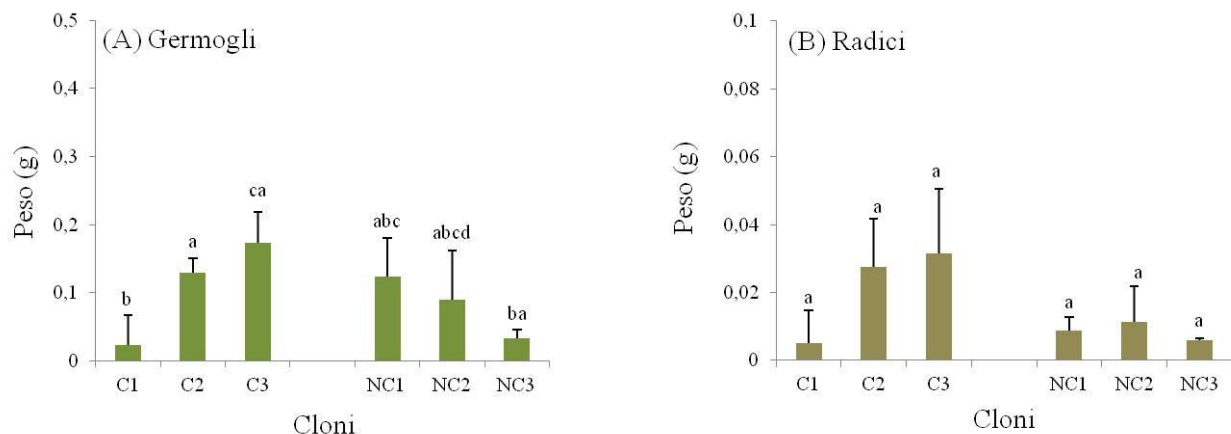 (A) Germogli
Peso (g)
0,5
0,4
0,3
0,2
0,1
0
b
a
ca
abc
abcd
ba
C1 C2 C3 NC1 NC2 NC3
Cloni
(B) Radici
Peso (g)
0,1
0,08
0,06
0,04
0,02
0
a
a
a
a
a
a
C1 C2 C3 NC1 NC2 NC3
Cloni